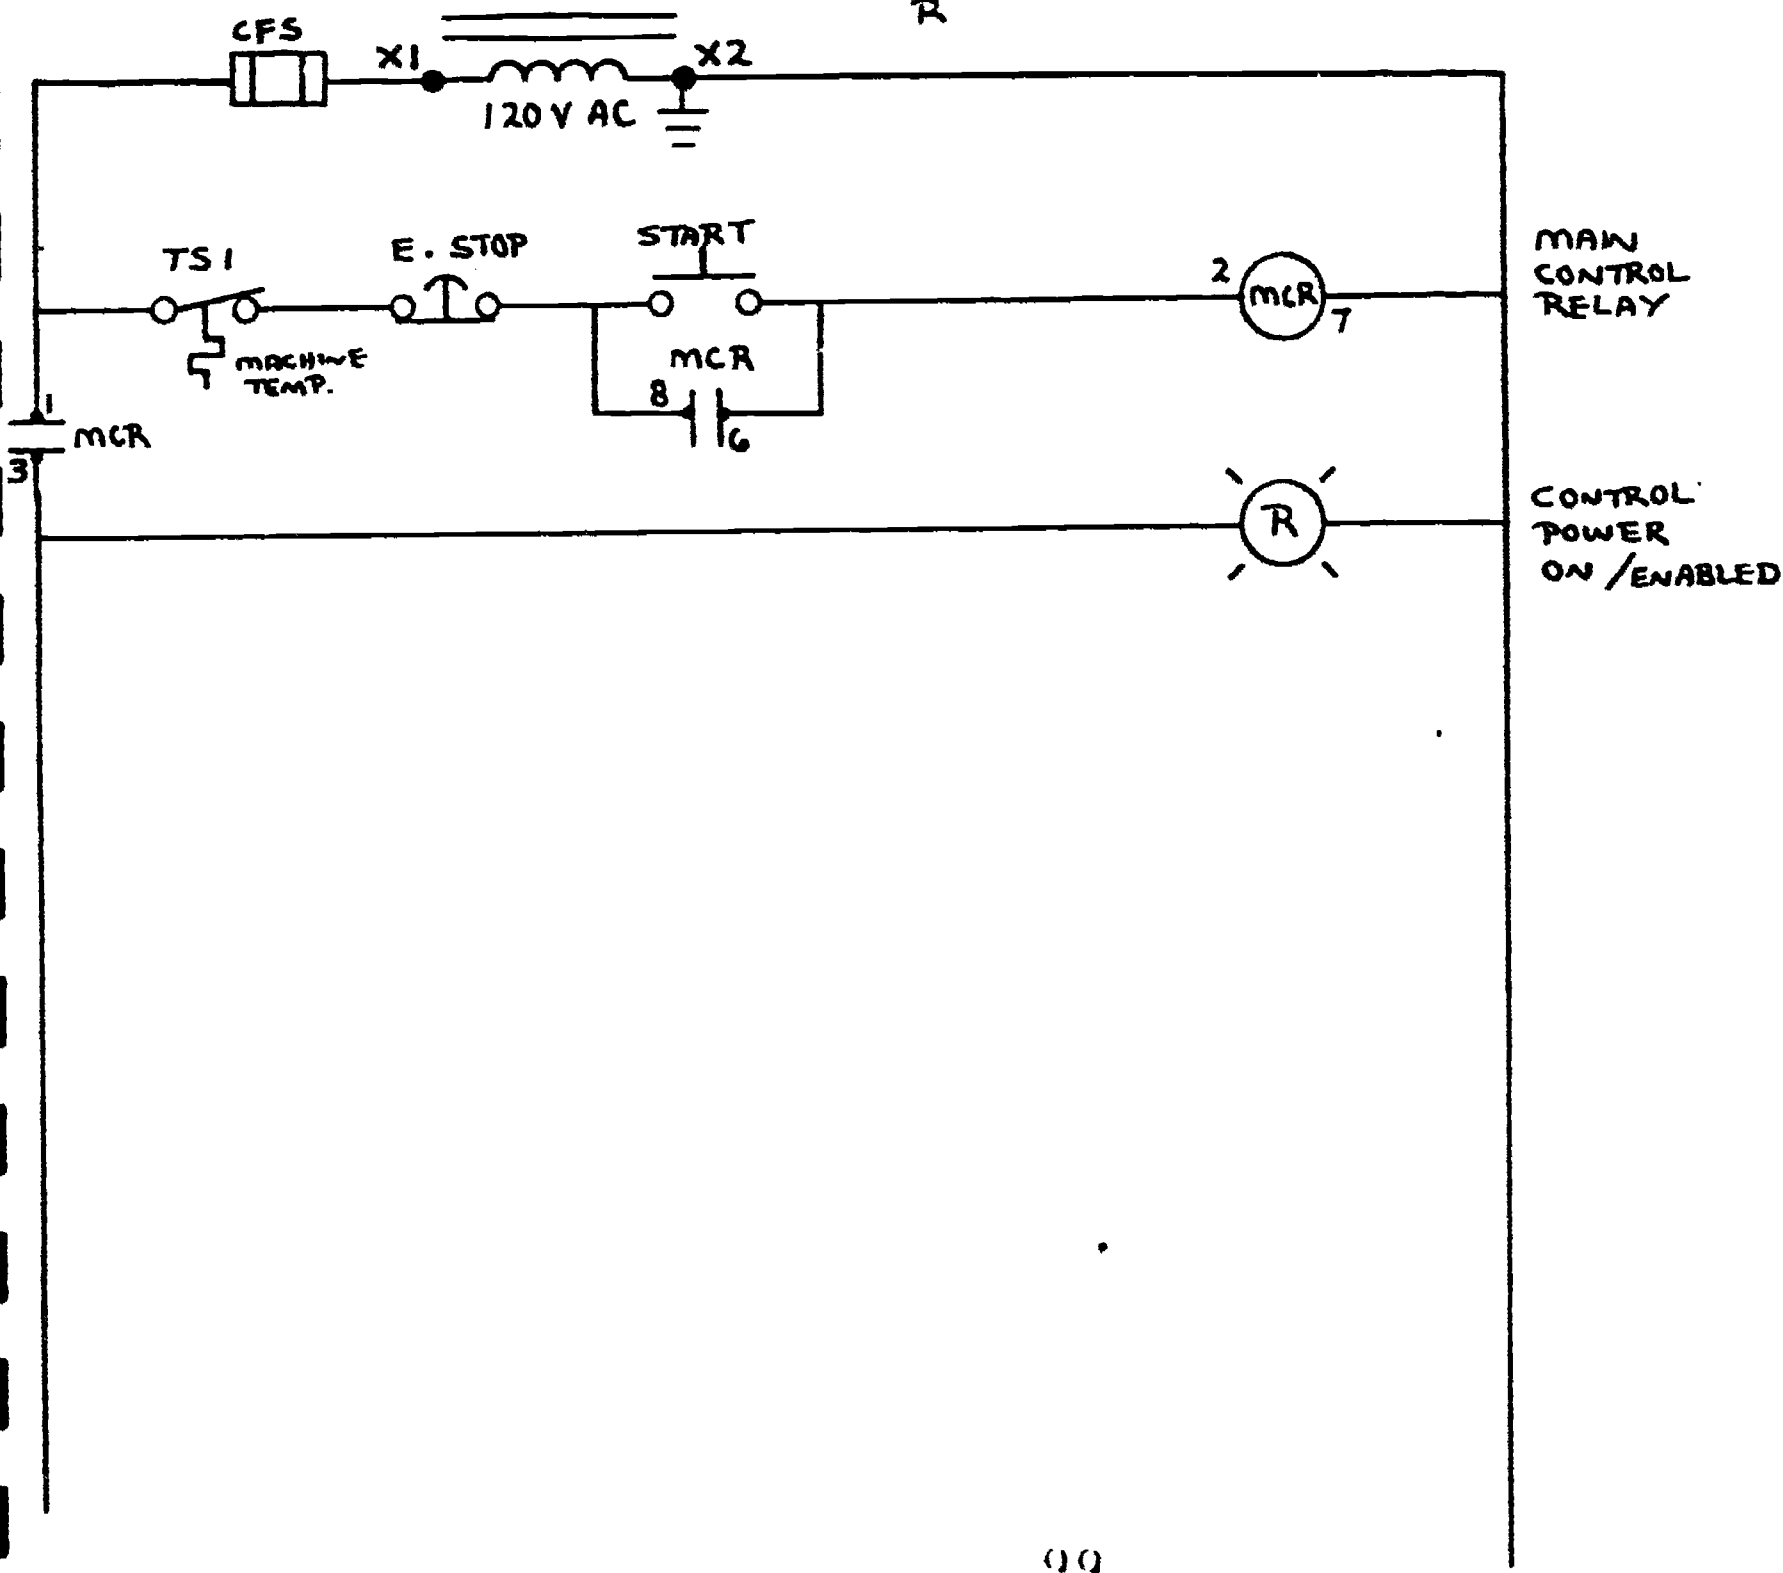 R
CFS
X1
X2
120V AC
TS1
E. STOP
START
2
MCR
7
MAIN
CONTROL
RELAY
MACHINE
TEMP.
MCR
8
6
1
MCR
3
R
CONTROL
POWER
ON / ENABLED